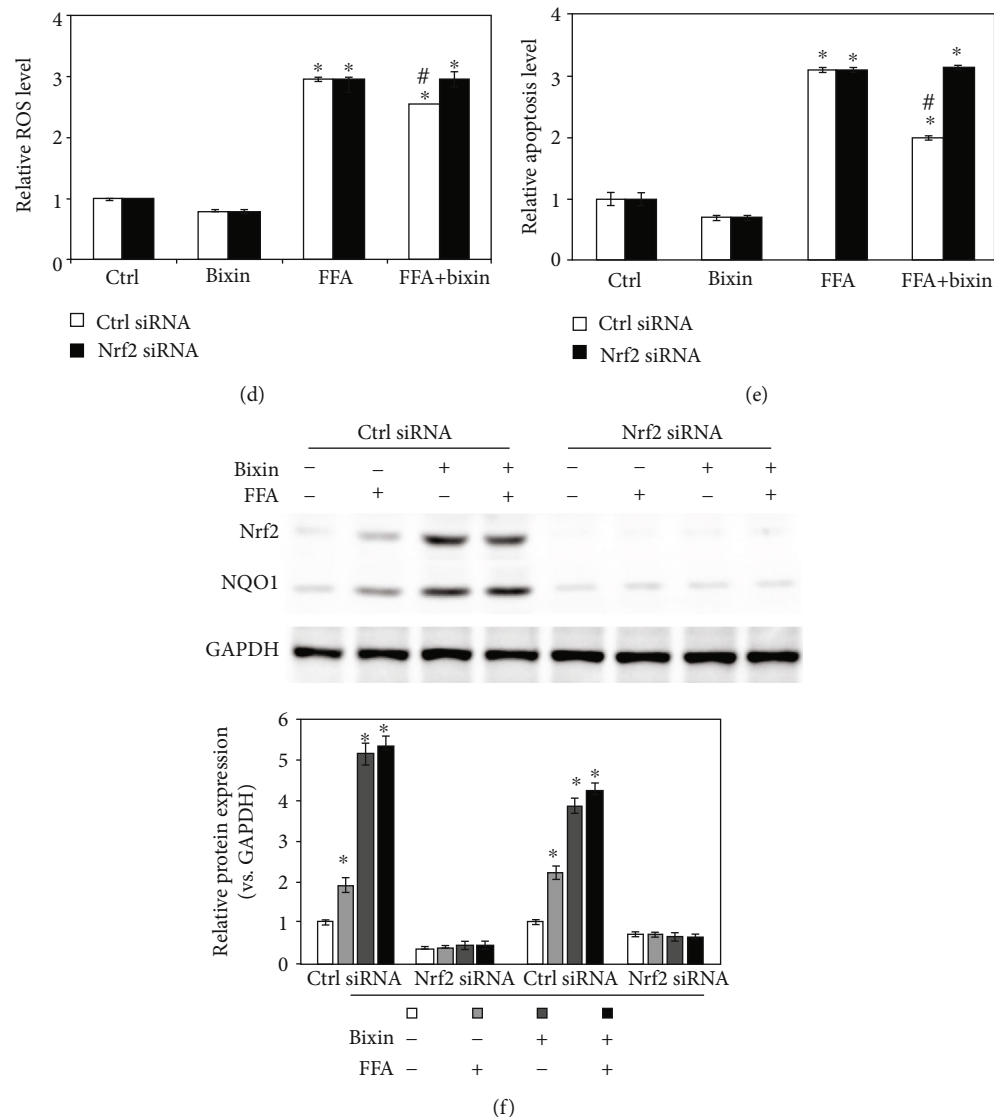 4
3
2
1
0
Relative ROS level
* *
#
*
*
Ctrl Bixin FFA FFA+bixin
Ctrl siRNA
Nrf2 siRNA
(d)
4
3
2
1
0
Relative apoptosis level
* *
#
*
*
Ctrl Bixin FFA FFA+bixin
Ctrl siRNA
Nrf2 siRNA
(e)
Ctrl siRNA Nrf2 siRNA
Bixin – – + + – – + +
FFA – + – + – + – +
Nrf2
NQO1
GAPDH
6
5
4
3
2
1
0
Relative protein expression
(vs. GAPDH)
* * *
* * *
Ctrl siRNA Nrf2 siRNA Ctrl siRNA Nrf2 siRNA
Bixin – – + +
FFA – + – +
(f)